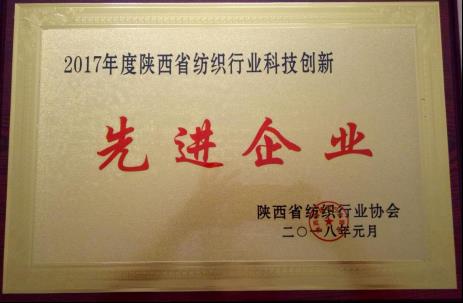 2017年度陕西省纺织行业科技创新
先进企业
陕西省纺织行业协会
二〇一八年元月